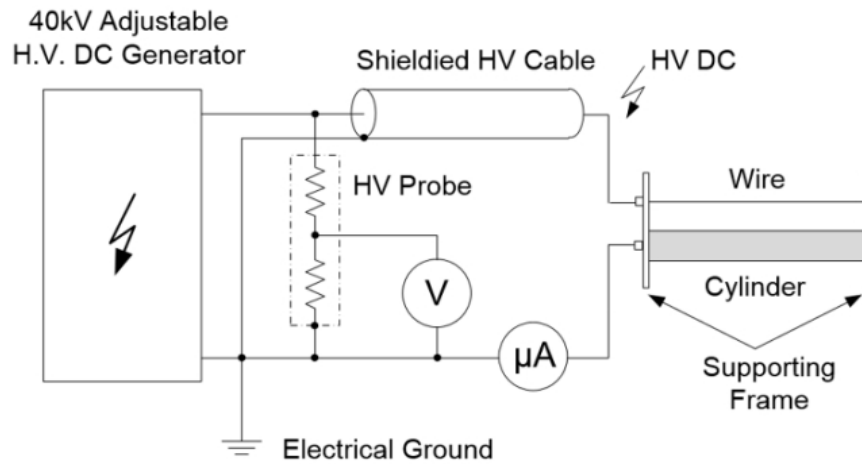 40kV Adjustable
H.V. DC Generator
Shieldied HV Cable
HV DC
HV Probe
Wire
V
Cylinder
µA
Supporting
Frame
Electrical Ground